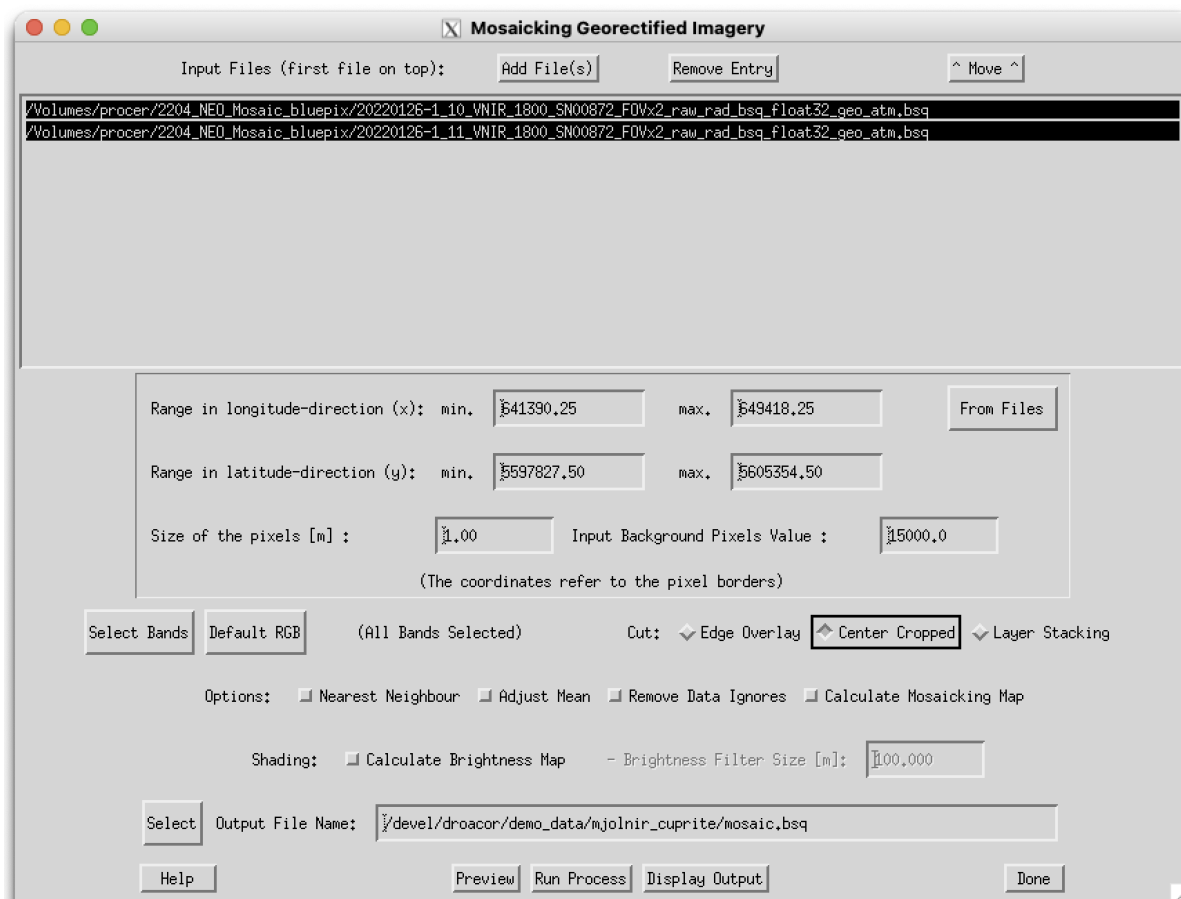 Mosaicking Georectified Imagery
Input Files (first file on top): Add File(s) Remove Entry ^ Move ^
/Volumes/procer/2204_NEO_Mosaic_bluepix/20220126-1_10_VNIR_1800_SN00872_FOVx2_raw_rad_bsq_float32_geo_atm.bsq
/Volumes/procer/2204_NEO_Mosaic_bluepix/20220126-1_11_VNIR_1800_SN00872_FOVx2_raw_rad_bsq_float32_geo_atm.bsq
Range in longitude-direction (x): min. 641390.25 max. 649418.25 From Files
Range in latitude-direction (y): min. 5597827.50 max. 5605354.50
Size of the pixels [m] : 1.00 Input Background Pixels Value : 15000.0
(The coordinates refer to the pixel borders)
Select Bands Default RGB (All Bands Selected) Cut: Edge Overlay Center Cropped Layer Stacking
Options: Nearest Neighbour Adjust Mean Remove Data Ignores Calculate Mosaicking Map
Shading: Calculate Brightness Map - Brightness Filter Size [m]: 100.000
Select Output File Name: /devel/droacor/demo_data/mjolnir_cuprite/mosaic.bsq
Help Preview Run Process Display Output Done